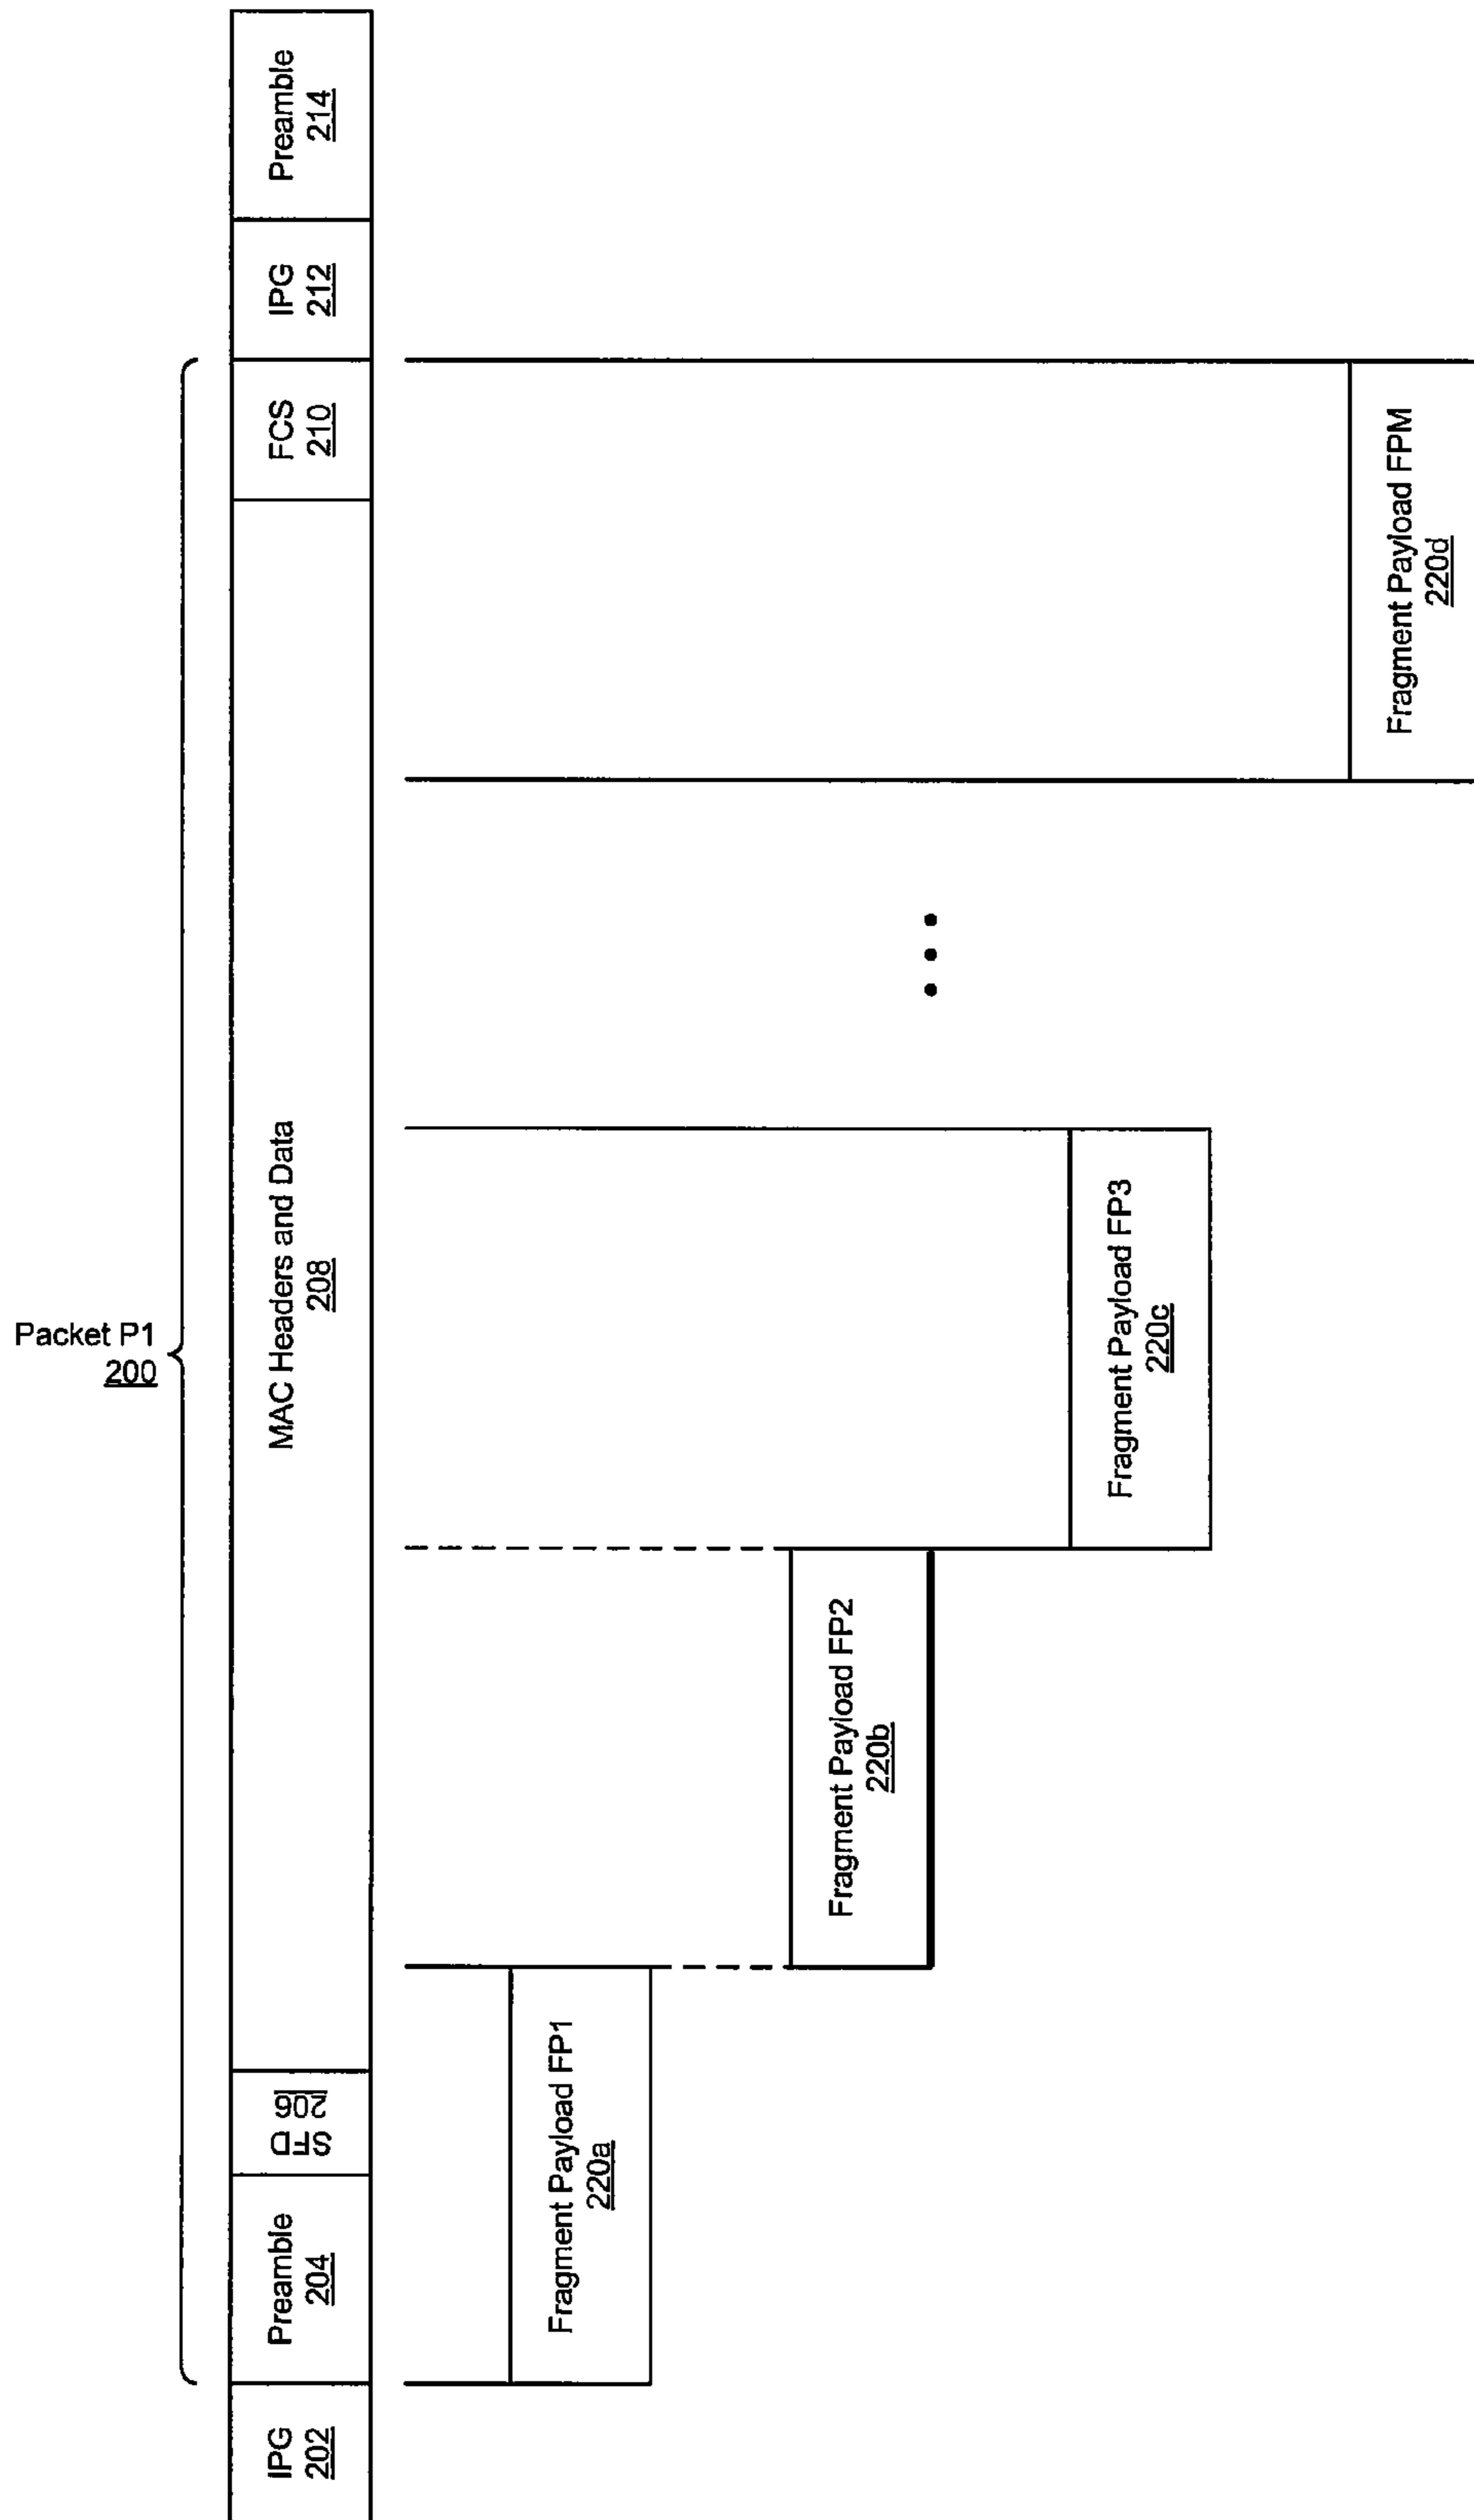 Packet P1
200
IPG
202
Preamble
204
SFD
206
MAC Headers and Data
208
FCS
210
IPG
212
Preamble
214
Fragment Payload FP1
220a
Fragment Payload FP2
220b
Fragment Payload FP3
220c
Fragment Payload FPM
220d